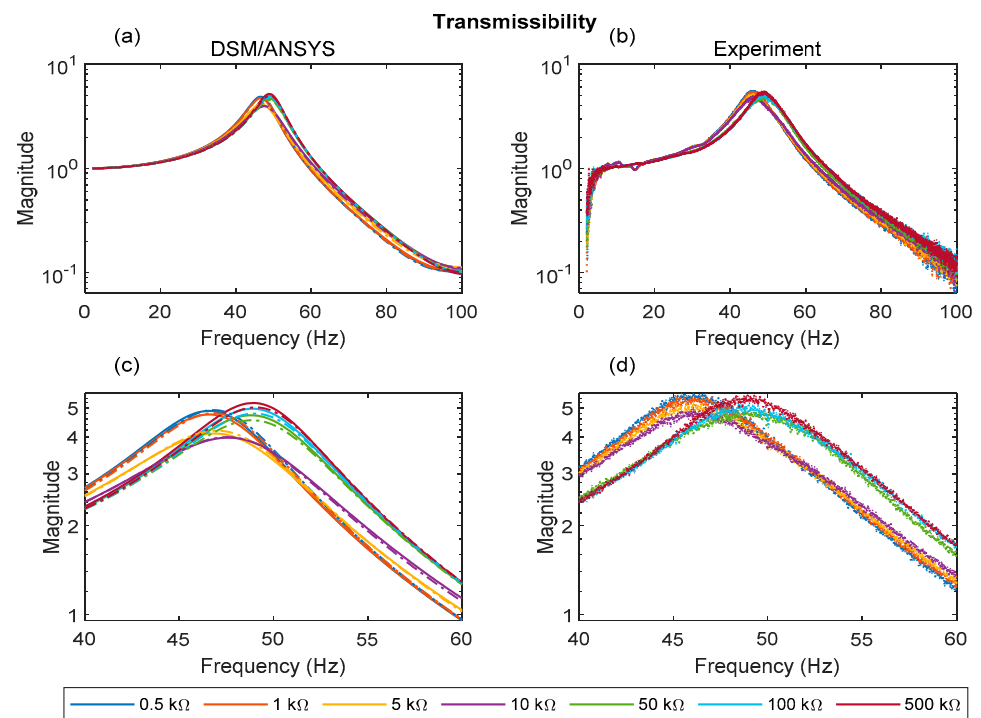 Transmissibility
(a)
DSM/ANSYS
10^1
10^0
10^-1
Magnitude
0 20 40 60 80 100
Frequency (Hz)
(b)
Experiment
10^1
10^0
10^-1
Magnitude
0 20 40 60 80 100
Frequency (Hz)
(c)
5
4
3
2
1
Magnitude
40 45 50 55 60
Frequency (Hz)
(d)
5
4
3
2
1
Magnitude
40 45 50 55 60
Frequency (Hz)
0.5 kΩ 1 kΩ 5 kΩ 10 kΩ 50 kΩ 100 kΩ 500 kΩ